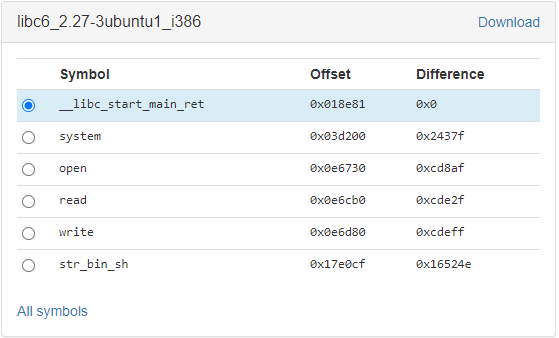 libc6_2.27-3ubuntu1_i386 Download
Symbol Offset Difference
__libc_start_main_ret 0x018e81 0x0
system 0x03d200 0x2437f
open 0x0e6730 0xcd8af
read 0x0e6cb0 0xcde2f
write 0x0e6d80 0xcdeff
str_bin_sh 0x17e0cf 0x16524e
All symbols